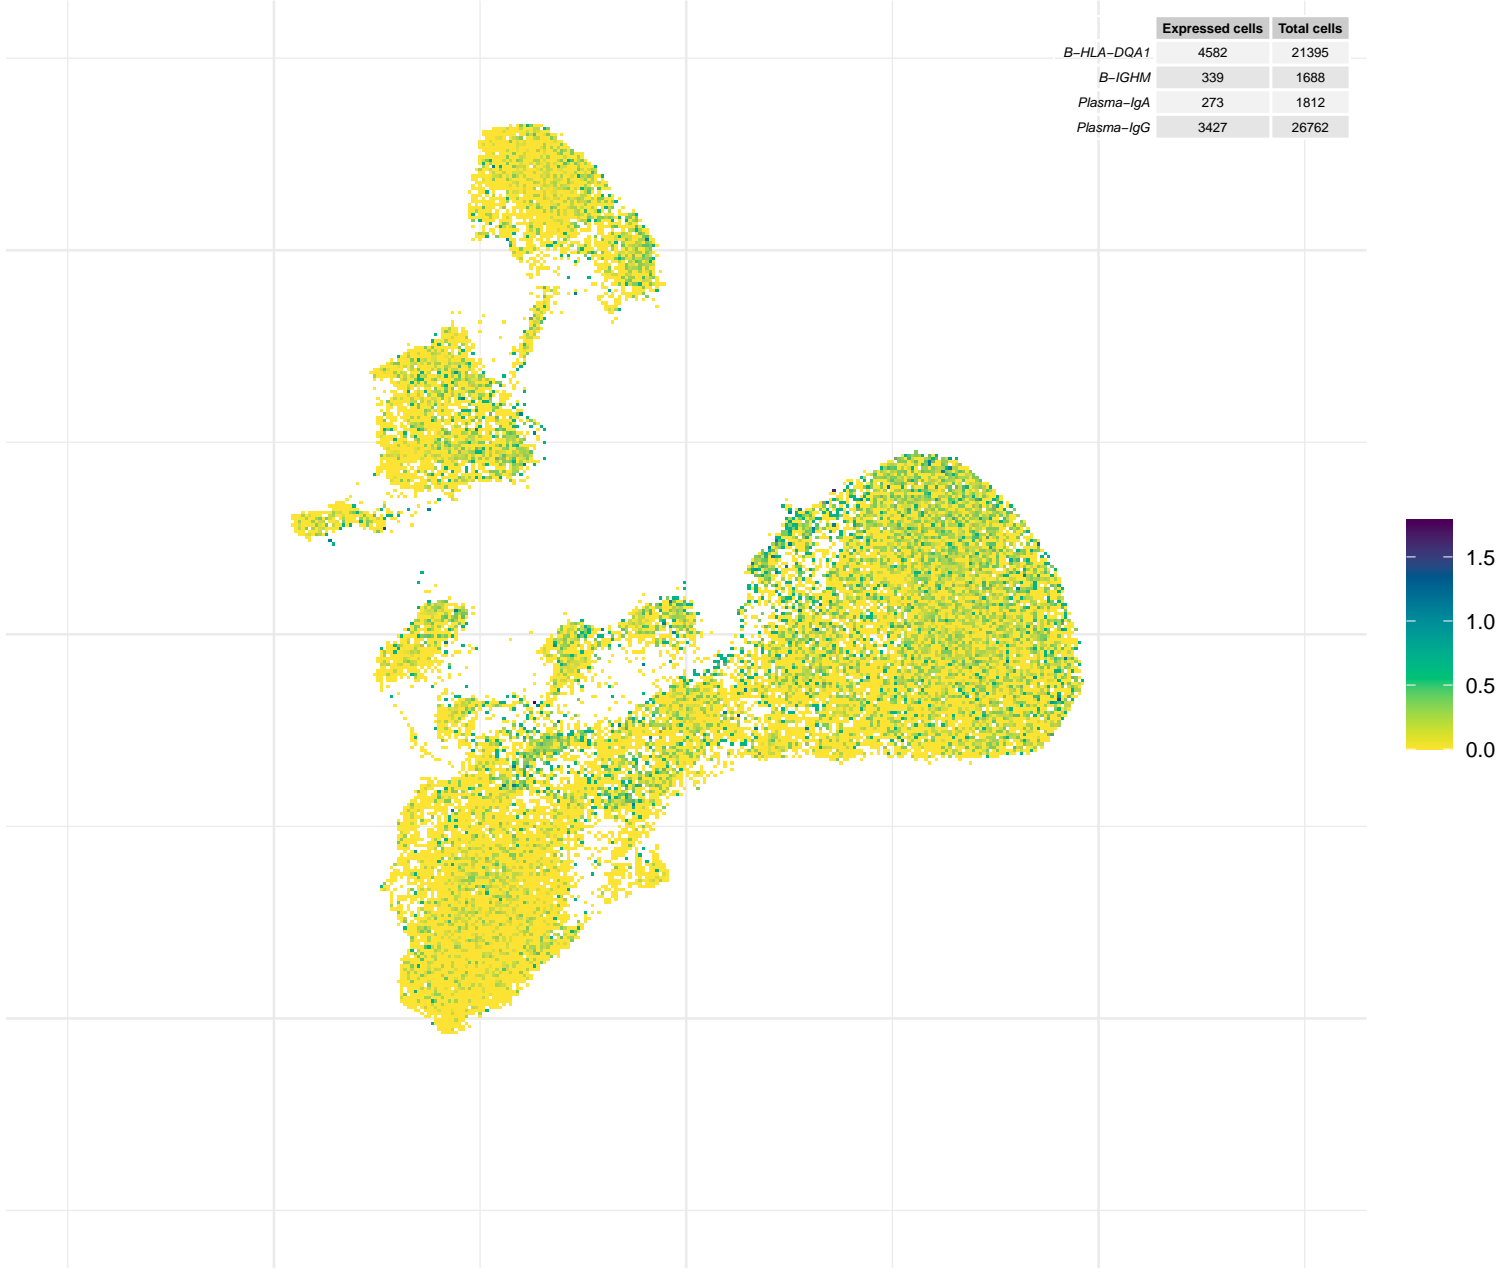 Expressed cells Total cells
B−HLA−DQA1 4582 21395
B−IGHM 339 1688
Plasma−IgA 273 1812
Plasma−IgG 3427 26762
1.5
1.0
0.5
0.0